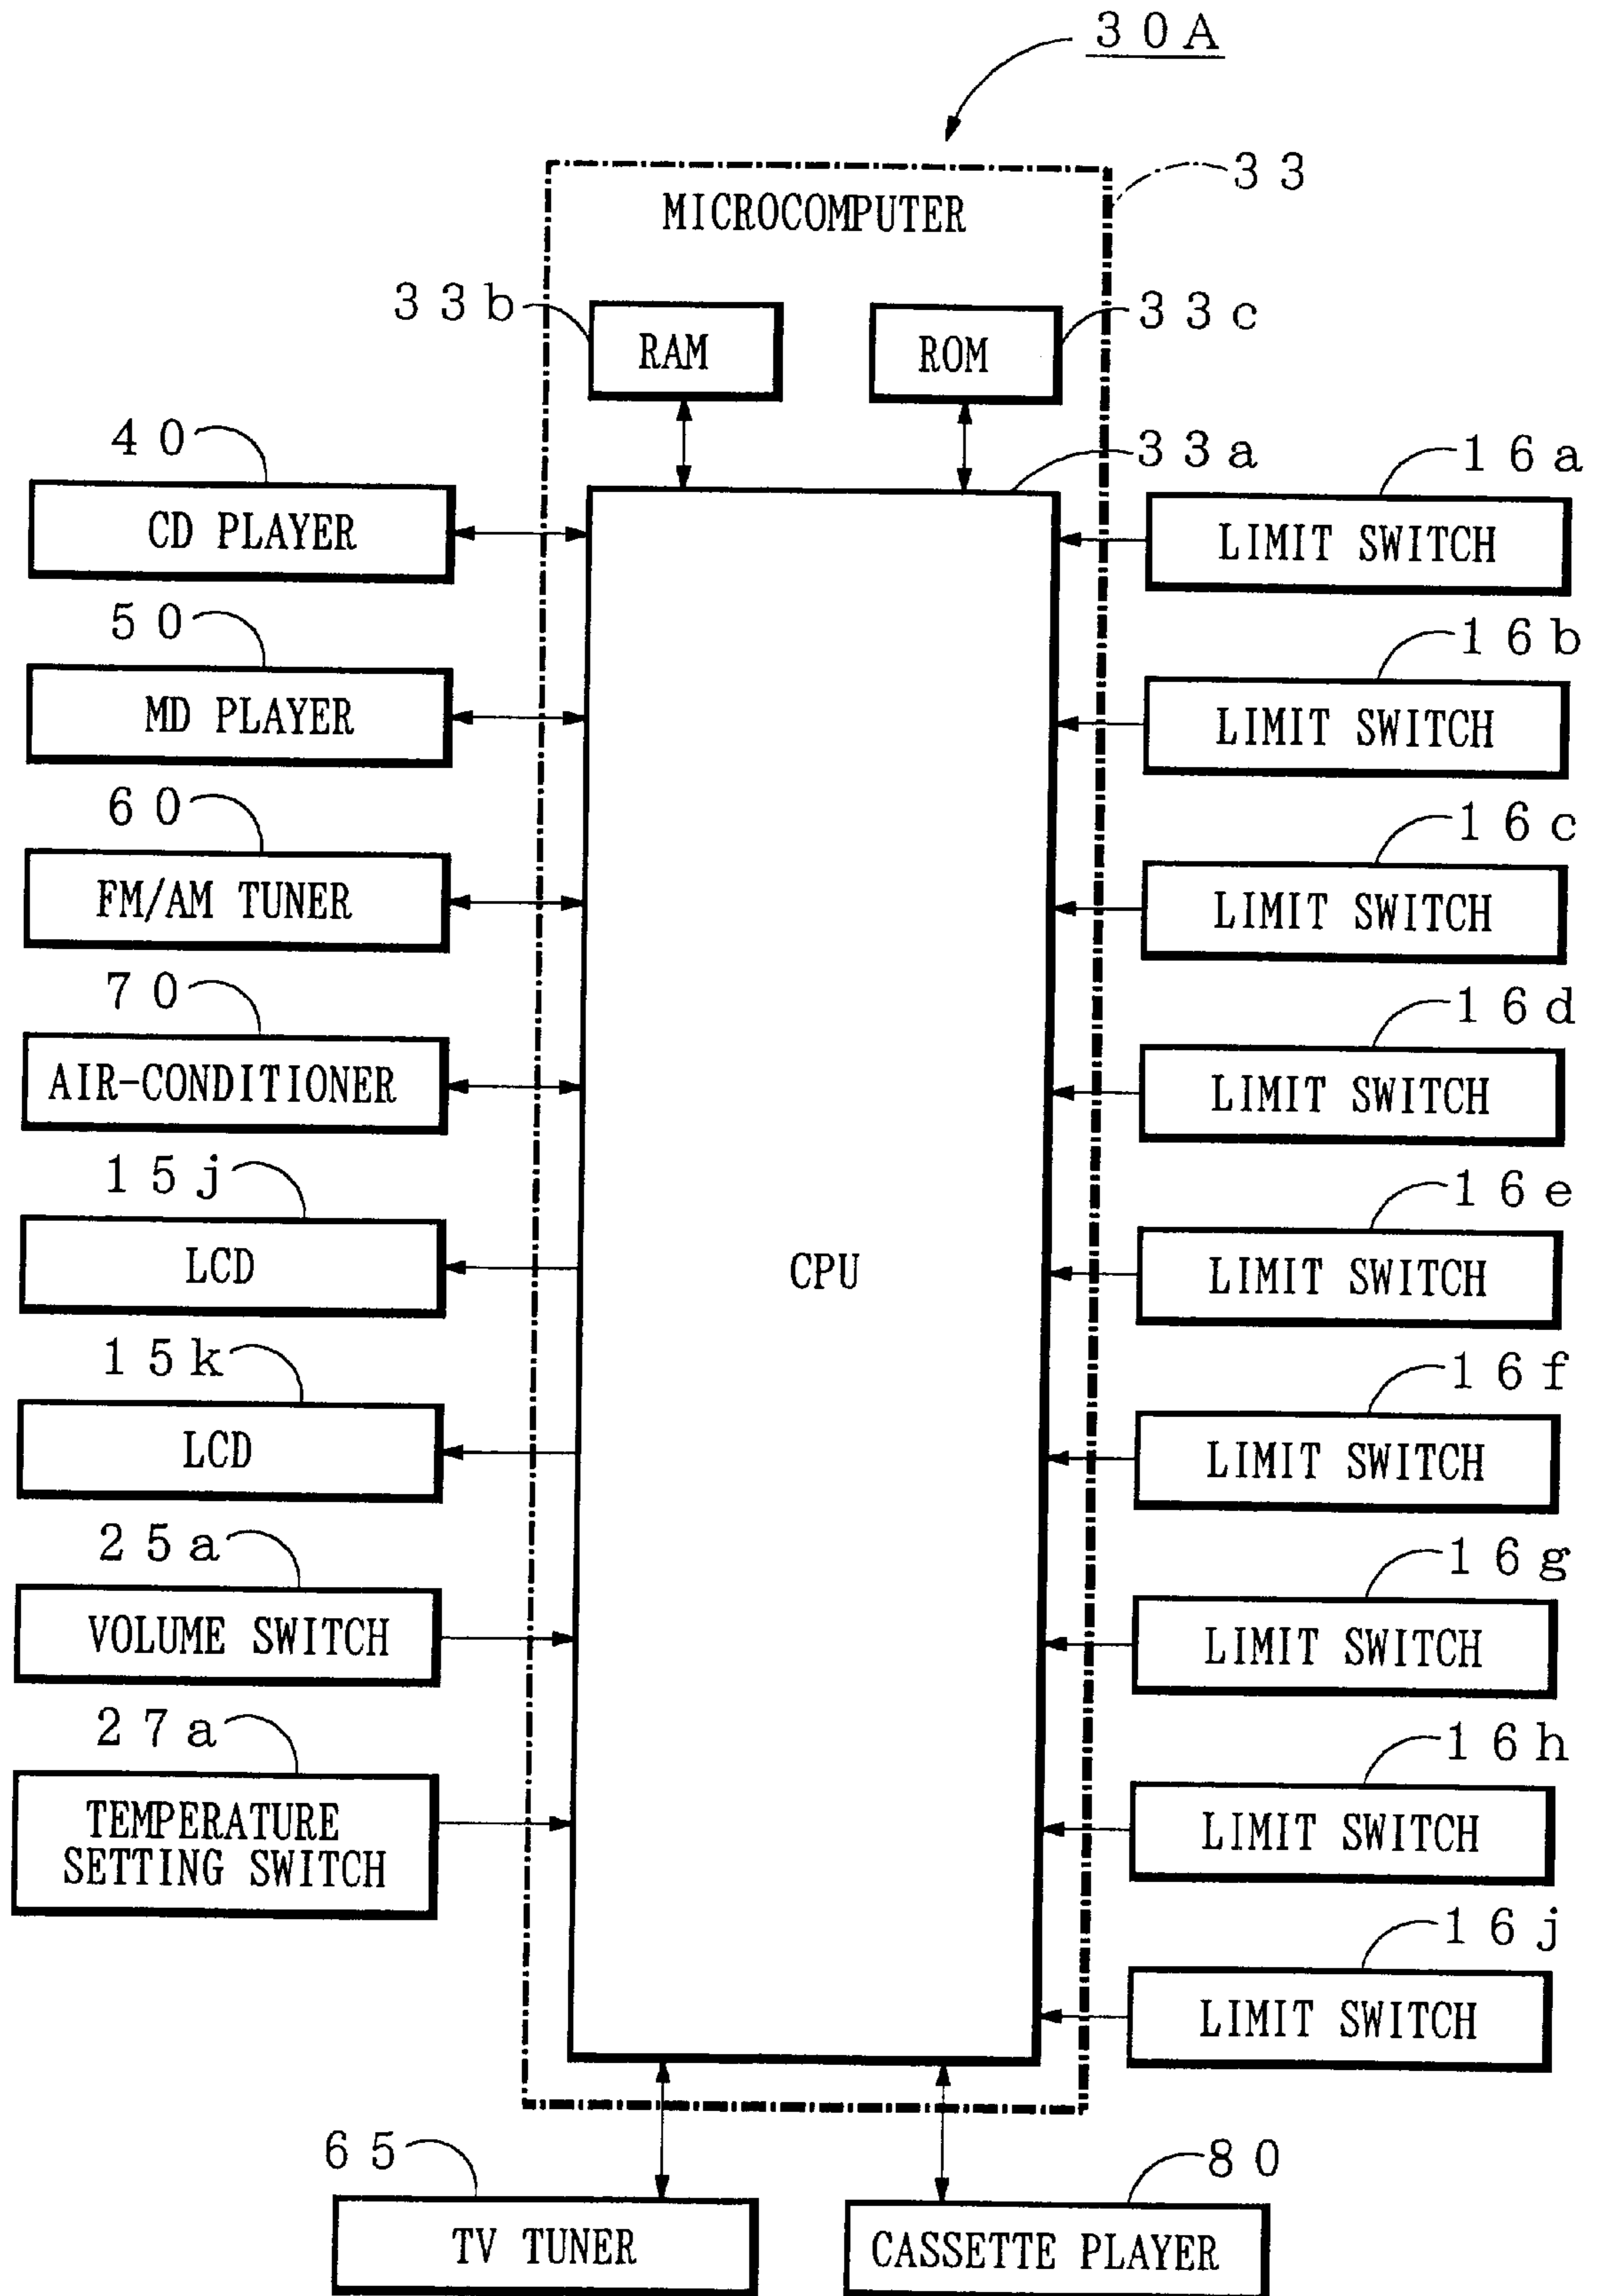 30A
33
MICROCOMPUTER
33b
33c
RAM
ROM
33a
40
CD PLAYER
16a
LIMIT SWITCH
50
MD PLAYER
16b
LIMIT SWITCH
60
FM/AM TUNER
16c
LIMIT SWITCH
70
AIR-CONDITIONER
16d
LIMIT SWITCH
15j
LCD
CPU
16e
LIMIT SWITCH
15k
LCD
16f
LIMIT SWITCH
25a
VOLUME SWITCH
16g
LIMIT SWITCH
27a
TEMPERATURE
SETTING SWITCH
16h
LIMIT SWITCH
16j
LIMIT SWITCH
65
TV TUNER
80
CASSETTE PLAYER